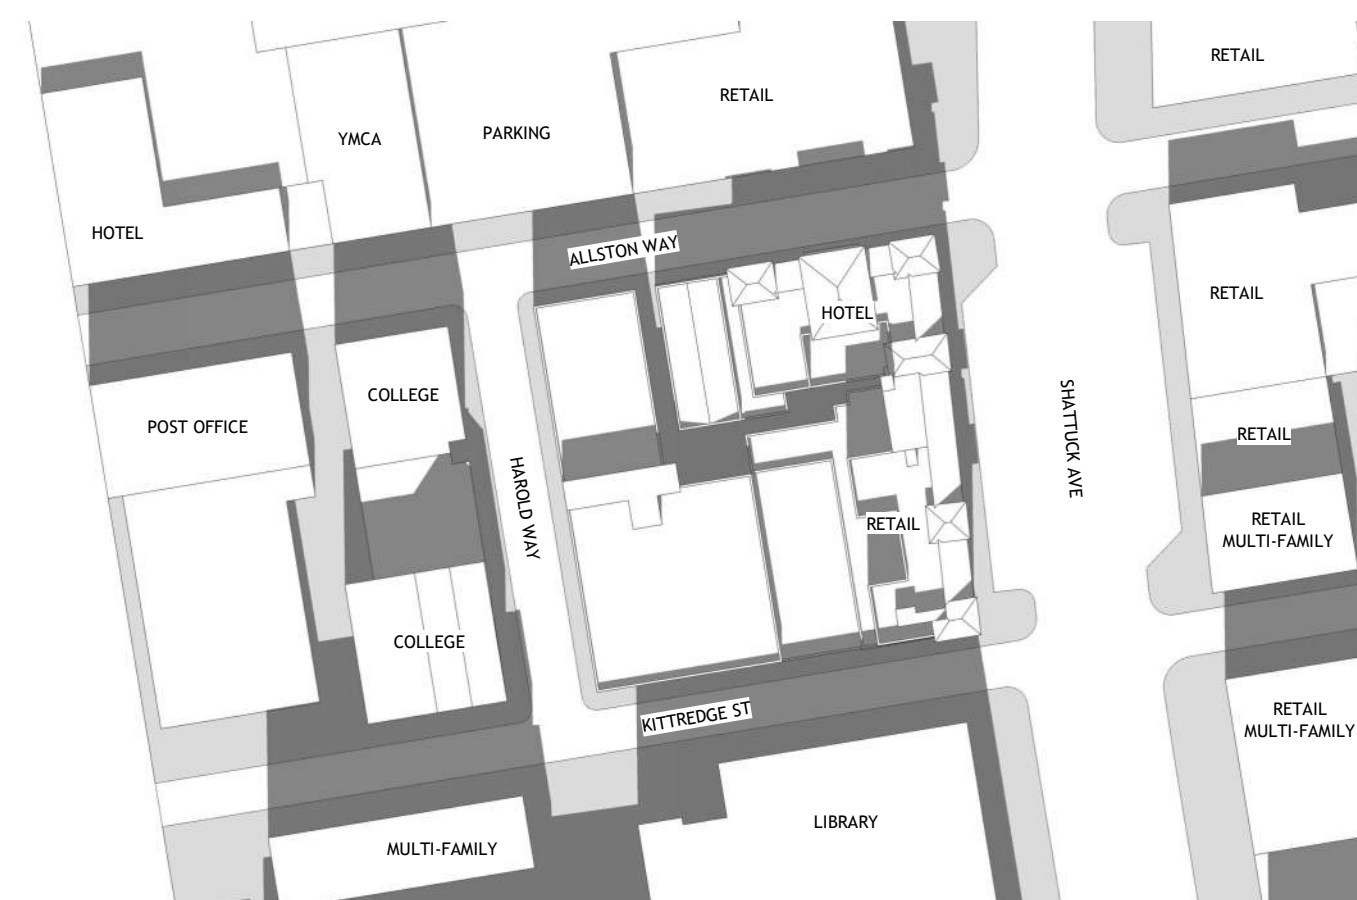 RETAIL
RETAIL
YMCA
PARKING
HOTEL
ALLSTON WAY
RETAIL
HOTEL
COLLEGE
POST OFFICE
SHATTUCK AVE
RETAIL
HAROLD WAY
RETAIL
RETAIL
MULTI-FAMILY
COLLEGE
KITTREDGE ST
RETAIL
MULTI-FAMILY
LIBRARY
MULTI-FAMILY